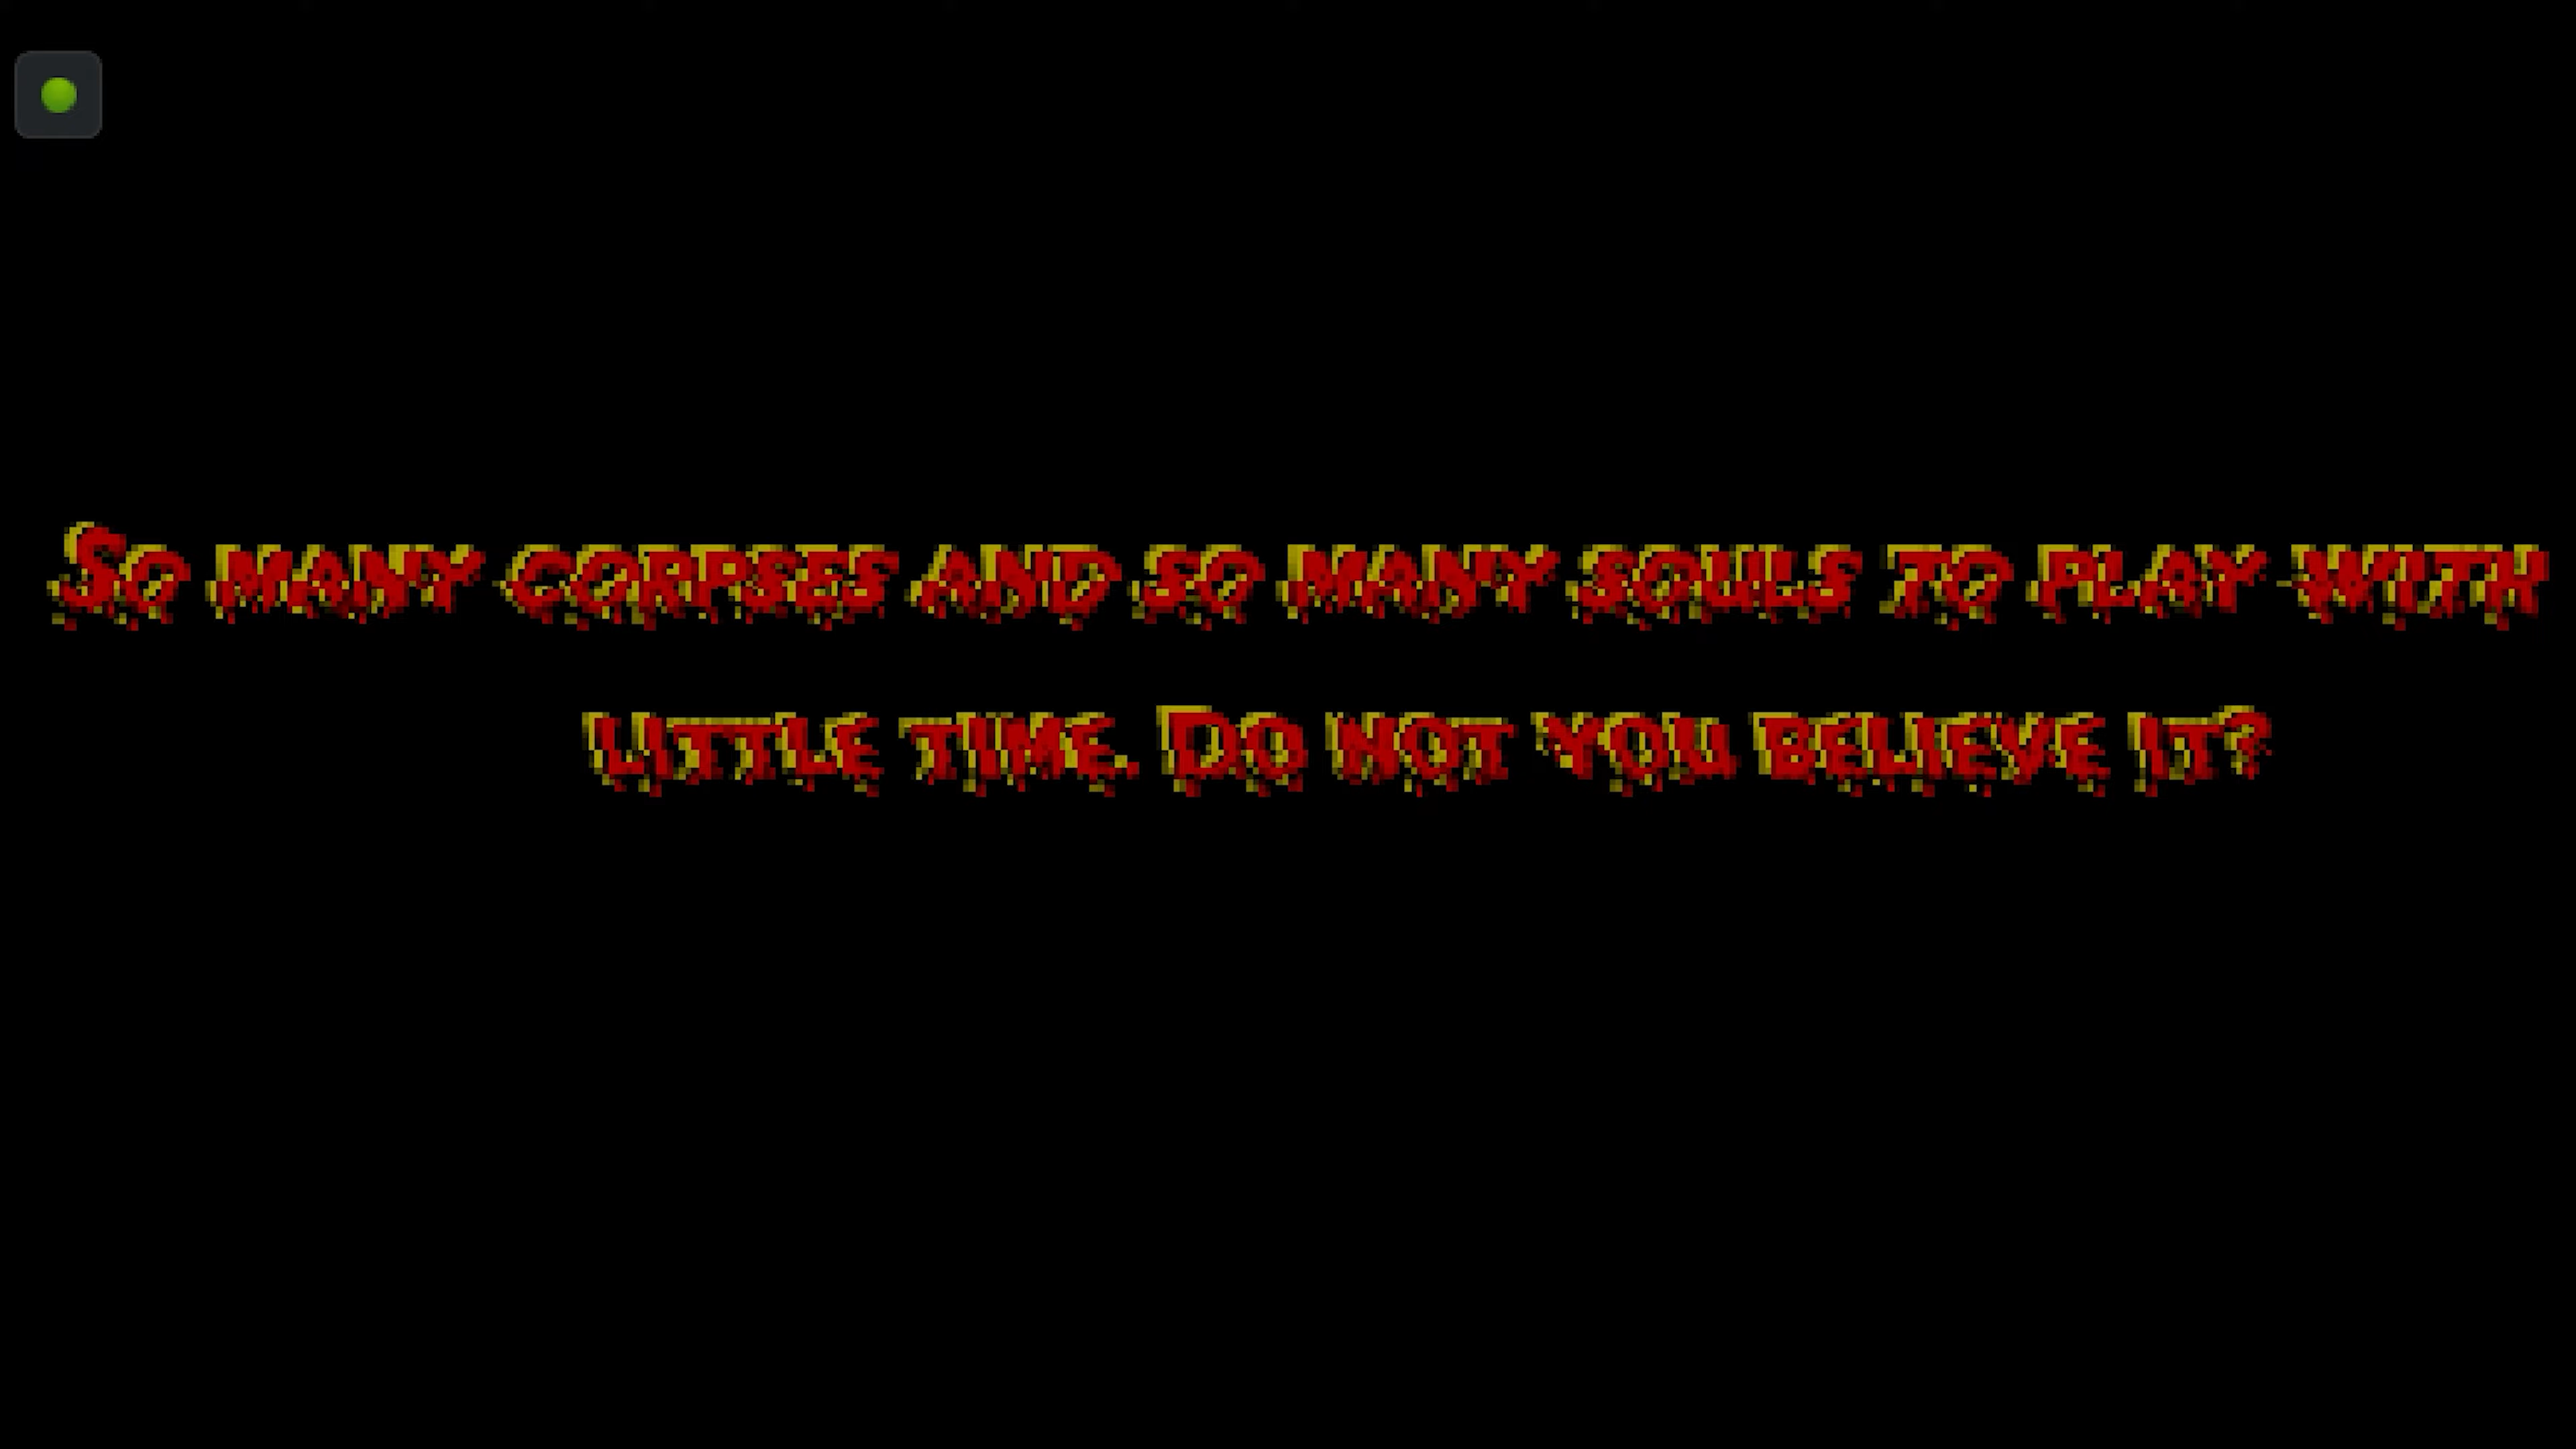 So many corpses and so many souls to play with
little time. Do not you believe it?